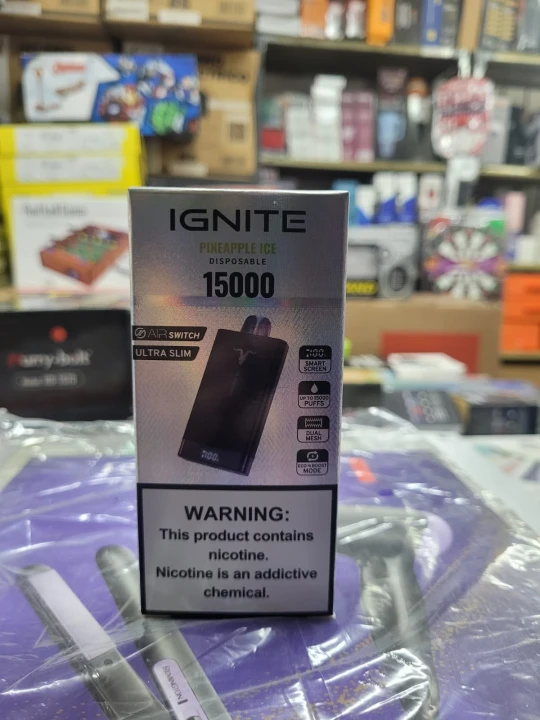 IGNITE
PINEAPPLE ICE
DISPOSABLE
15000
AIR SWITCH
ULTRA SLIM
SMART
SCREEN
UP TO 15000
PUFFS
DUAL
MESH
ECO N BOOST
MODE
WARNING:
This product contains
nicotine.
Nicotine is an addictive
chemical.